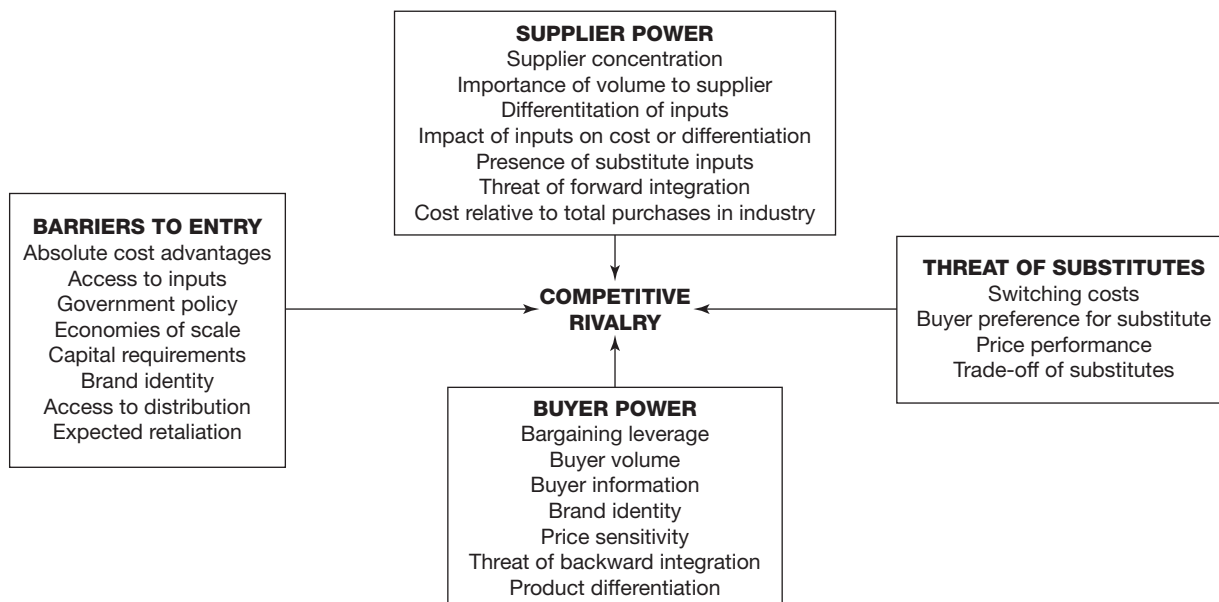 SUPPLIER POWER
Supplier concentration
Importance of volume to supplier
Differentitation of inputs
Impact of inputs on cost or differentiation
Presence of substitute inputs
Threat of forward integration
Cost relative to total purchases in industry
BARRIERS TO ENTRY
Absolute cost advantages
Access to inputs
Government policy
Economies of scale
Capital requirements
Brand identity
Access to distribution
Expected retaliation
COMPETITIVE
RIVALRY
THREAT OF SUBSTITUTES
Switching costs
Buyer preference for substitute
Price performance
Trade-off of substitutes
BUYER POWER
Bargaining leverage
Buyer volume
Buyer information
Brand identity
Price sensitivity
Threat of backward integration
Product differentiation